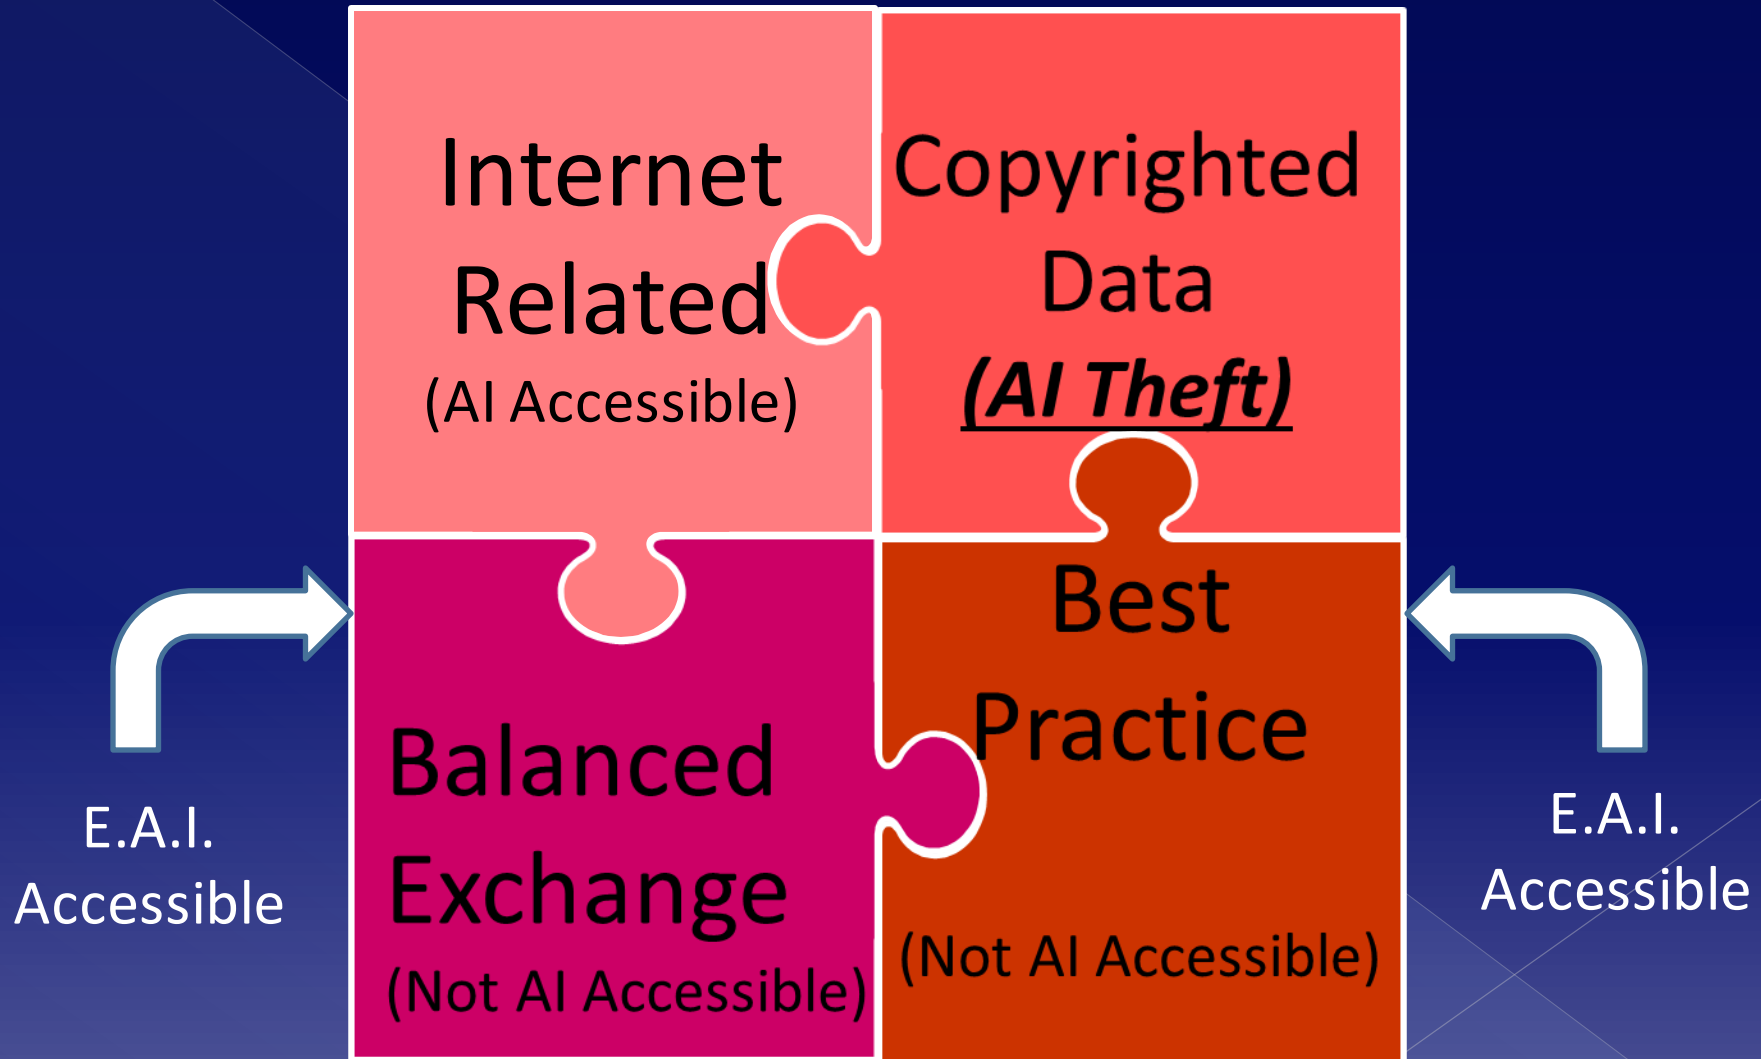 Internet
Related
(AI Accessible)
Copyrighted
Data
(AI Theft)
Balanced
Exchange
(Not AI Accessible)
Best
Practice
(Not AI Accessible)
E.A.I.
Accessible
E.A.I.
Accessible